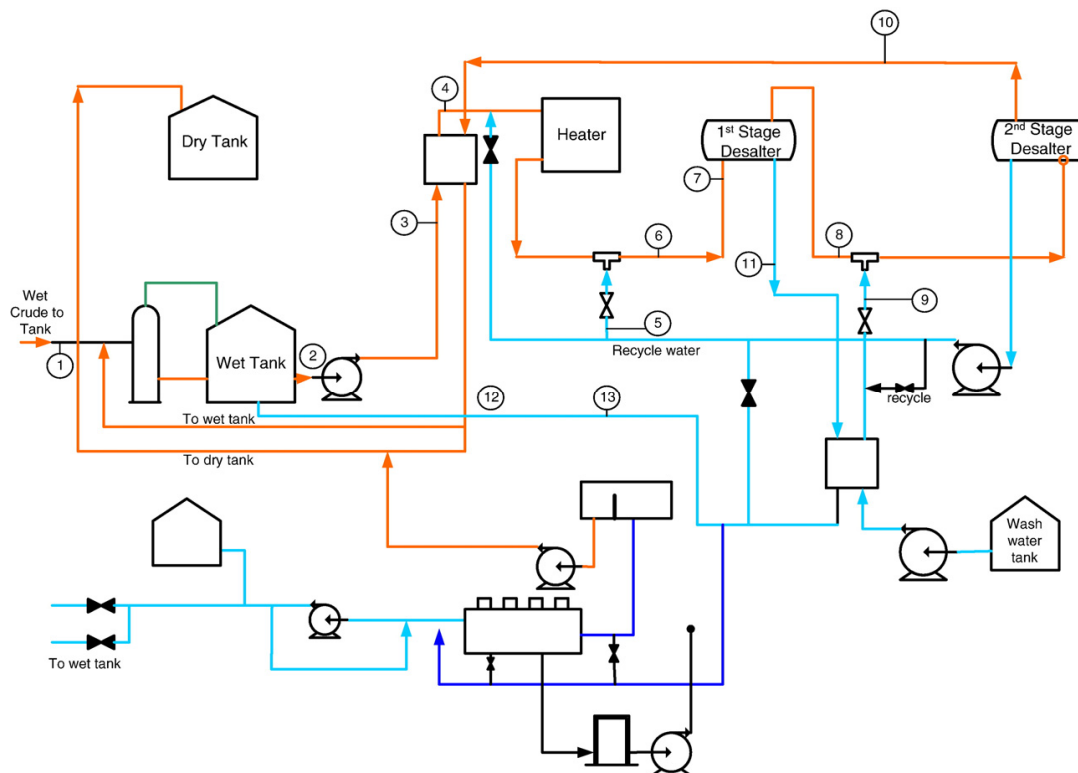 10
4
Dry Tank
Heater
1st Stage
Desalter
2nd Stage
Desalter
7
3
6
8
11
Wet
Crude to
Tank
9
5
1
Wet Tank
2
Recycle water
recycle
12
13
To wet tank
To dry tank
Wash
water
tank
To wet tank